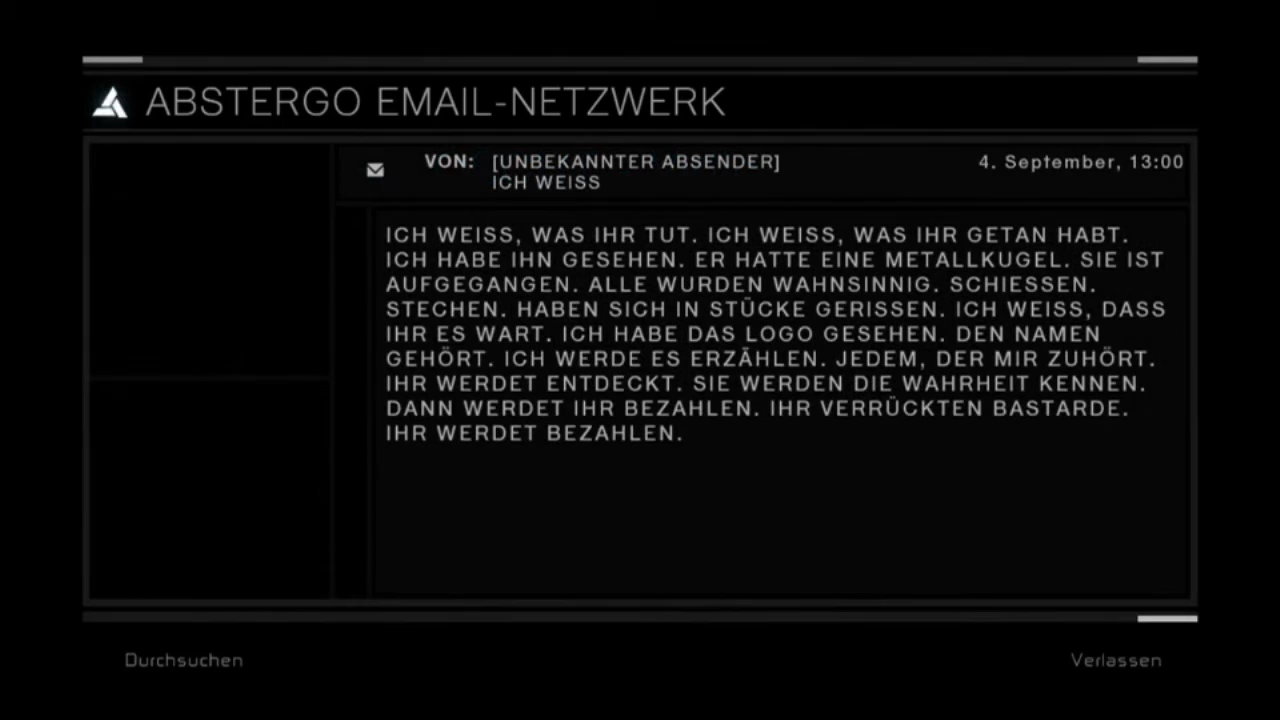 ABSTERGO EMAIL-NETZWERK
VON: [UNBEKANNTER ABSENDER] 4. September, 13:00
ICH WEISS
ICH WEISS, WAS IHR TUT. ICH WEISS, WAS IHR GETAN HABT.
ICH HABE IHN GESEHEN. ER HATTE EINE METALLKUGEL. SIE IST
AUFGEGANGEN. ALLE WURDEN WAHNSINNIG. SCHIESSEN.
STECHEN. HABEN SICH IN STÜCKE GERISSEN. ICH WEISS, DASS
IHR ES WART. ICH HABE DAS LOGO GESEHEN. DEN NAMEN
GEHÖRT. ICH WERDE ES ERZÄHLEN. JEDEM, DER MIR ZUHÖRT.
IHR WERDET ENTDECKT. SIE WERDEN DIE WAHRHEIT KENNEN.
DANN WERDET IHR BEZAHLEN. IHR VERRÜCKTEN BASTARDE.
IHR WERDET BEZAHLEN.
Durchsuchen Verlassen